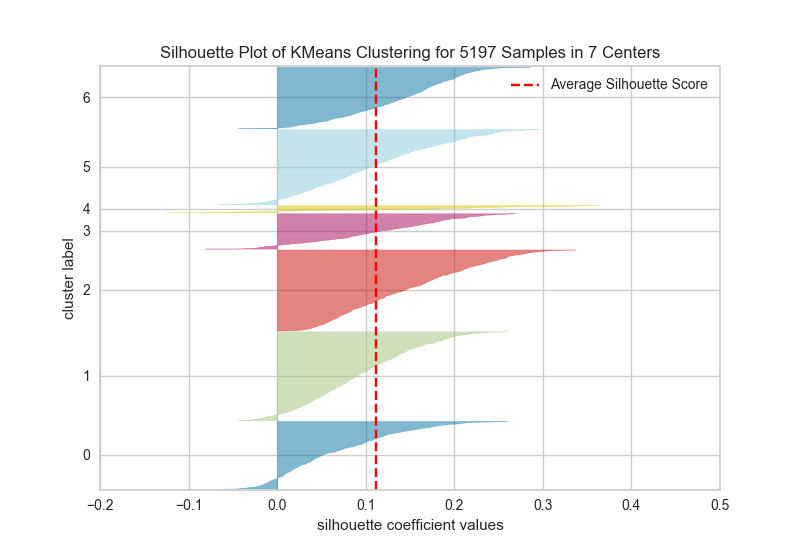 Silhouette Plot of KMeans Clustering for 5197 Samples in 7 Centers
Average Silhouette Score
6
5
4
3
2
1
0
cluster label
−0.2 −0.1 0.0 0.1 0.2 0.3 0.4 0.5
silhouette coefficient values